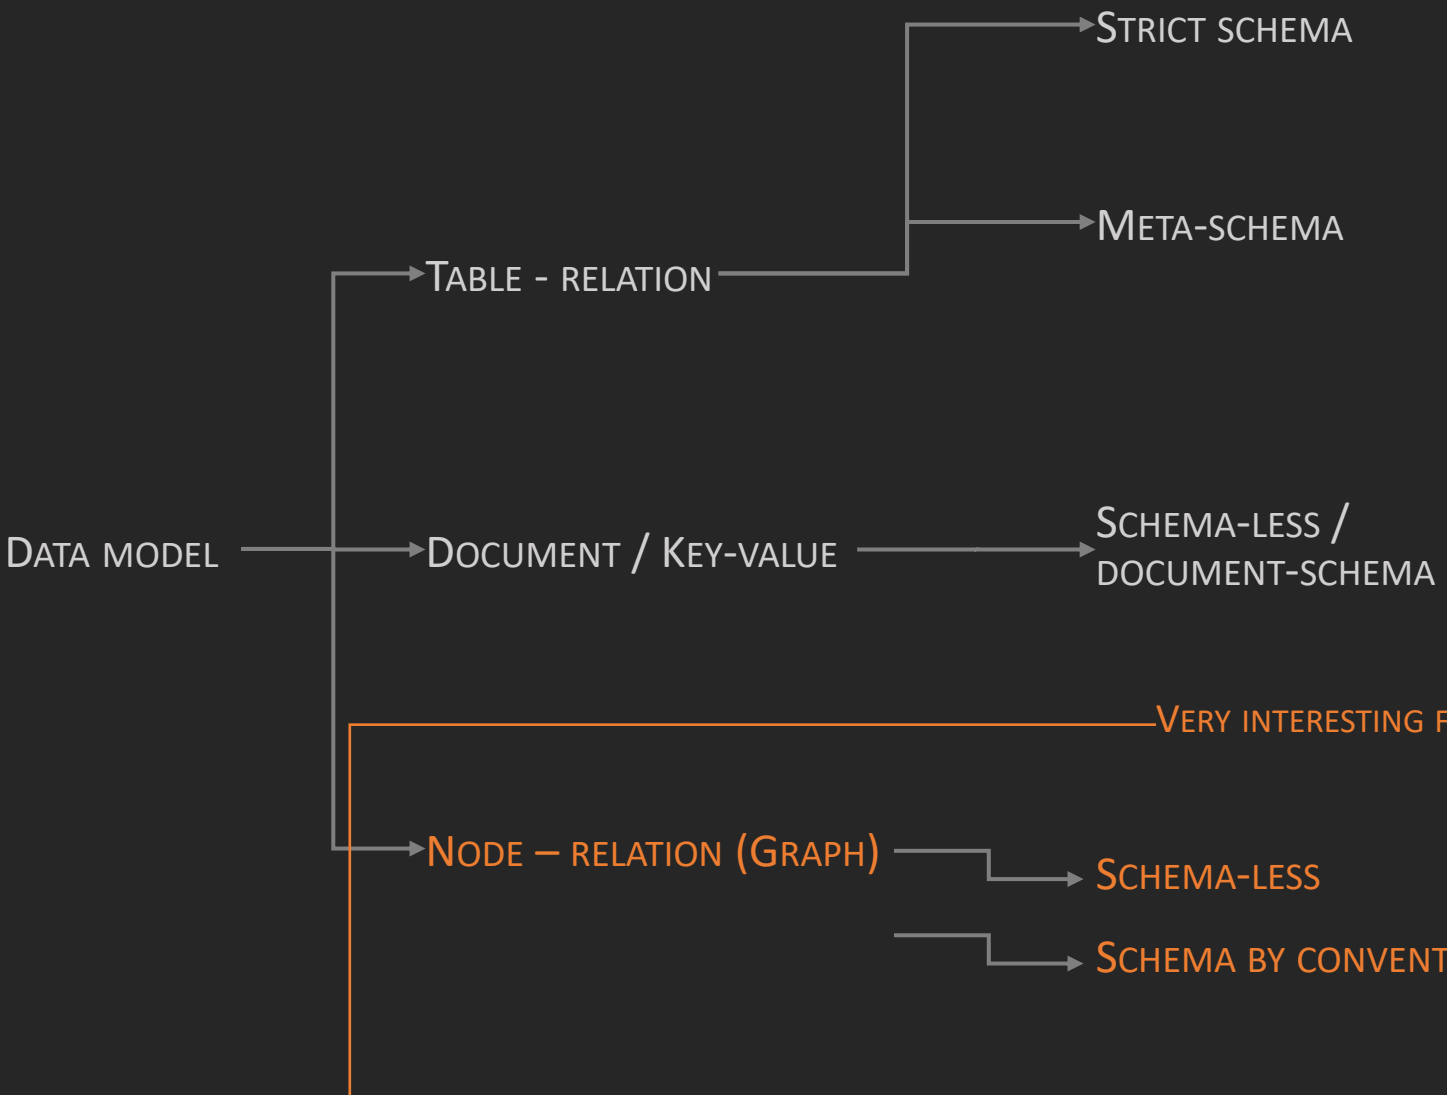 Strict schema
Meta-schema
Table - relation
Data model
Document / Key-value
Schema-less /
document-schema
Very interesting
Node – relation (Graph)
Schema-less
Schema by